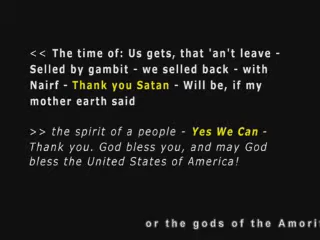 << The time of: Us gets, that 'an't leave -
Selled by gambit - we selled back - with
Nairf - Thank you Satan - Will be, if my
mother earth said
>> the spirit of a people - Yes We Can -
Thank you. God bless you, and may God
bless the United States of America!
or the gods of the Amorit